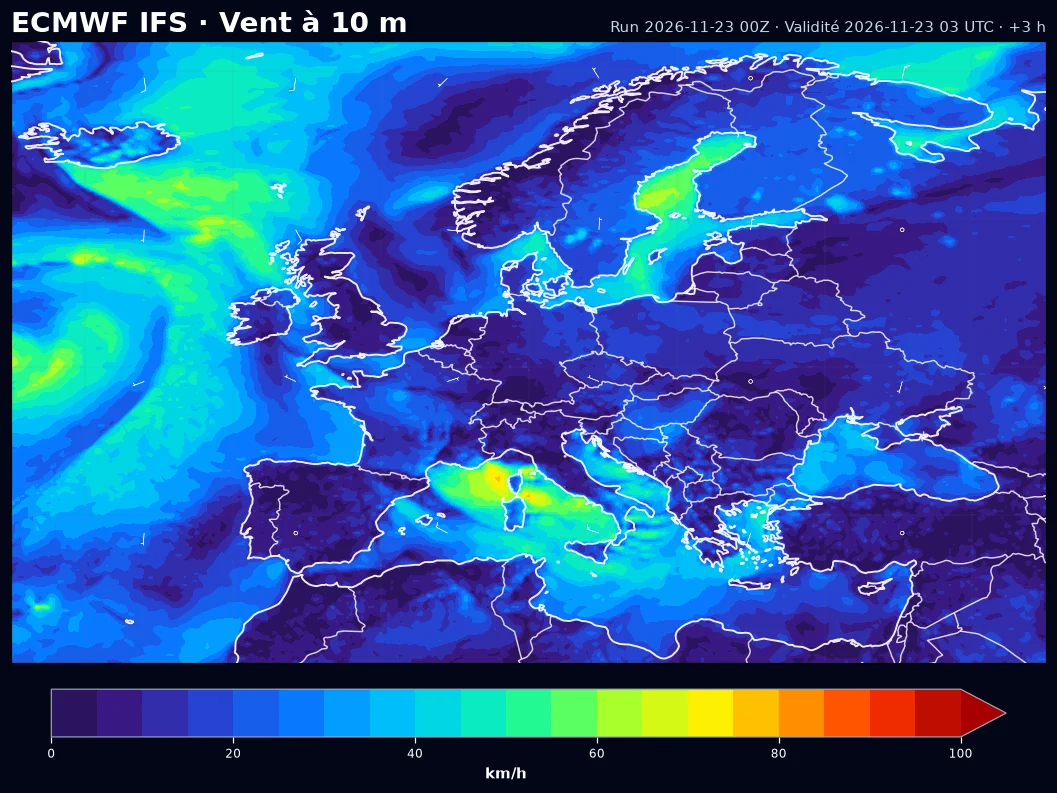 ECMWF IFS · Vent à 10 m
Run 2026-11-23 00Z · Validité 2026-11-23 03 UTC · +3 h
0 20 40 60 80 100
km/h